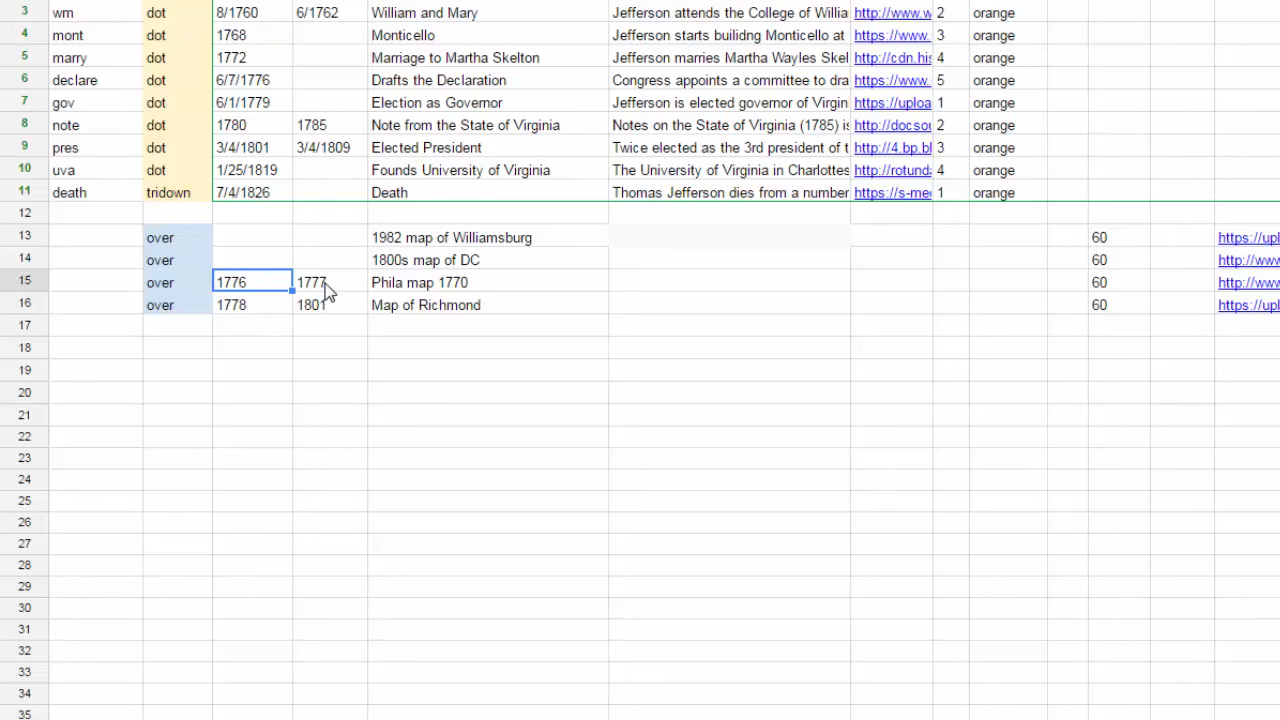 3 wm dot 8/1760 6/1762 William and Mary Jefferson attends the College of Willia http://www.w 2 orange
4 mont dot 1768 Monticello Jefferson starts builidng Monticello at https://www. 3 orange
5 marry dot 1772 Marriage to Martha Skelton Jefferson marries Martha Wayles Skel http://cdn.his 4 orange
6 declare dot 6/7/1776 Drafts the Declaration Congress appoints a committee to dra https://www. 5 orange
7 gov dot 6/1/1779 Election as Governor Jefferson is elected governor of Virgin https://uploa 1 orange
8 note dot 1780 1785 Note from the State of Virginia Notes on the State of Virginia (1785) is http://docsou 2 orange
9 pres dot 3/4/1801 3/4/1809 Elected President Twice elected as the 3rd president of t http://4.bp.bl 3 orange
10 uva dot 1/25/1819 Founds University of Virginia The University of Virginia in Charlottes http://rotunda 4 orange
11 death tridown 7/4/1826 Death Thomas Jefferson dies from a number https://s-med 1 orange
12
13 over 1982 map of Williamsburg 60 https://upl
14 over 1800s map of DC 60 http://www
15 over 1776 1777 Phila map 1770 60 http://www
16 over 1778 1801 Map of Richmond 60 https://upl
17
18
19
20
21
22
23
24
25
26
27
28
29
30
31
32
33
34
35